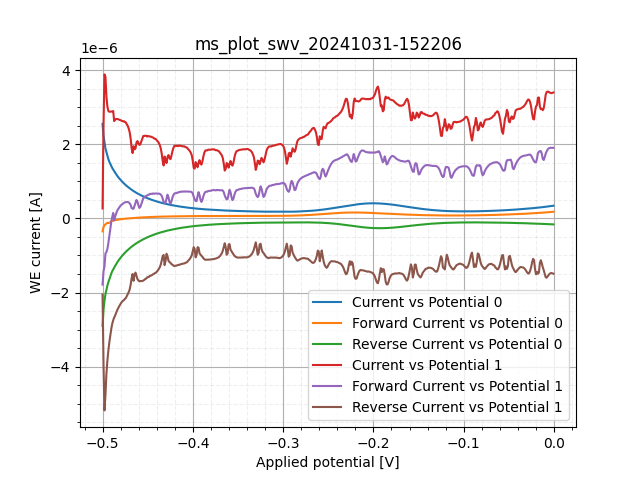 ms_plot_swv_20241031-152206
1e−6
4
2
0
−2
−4
WE current [A]
−0.5
−0.4
−0.3
−0.2
−0.1
0.0
Applied potential [V]
Current vs Potential 0
Forward Current vs Potential 0
Reverse Current vs Potential 0
Current vs Potential 1
Forward Current vs Potential 1
Reverse Current vs Potential 1